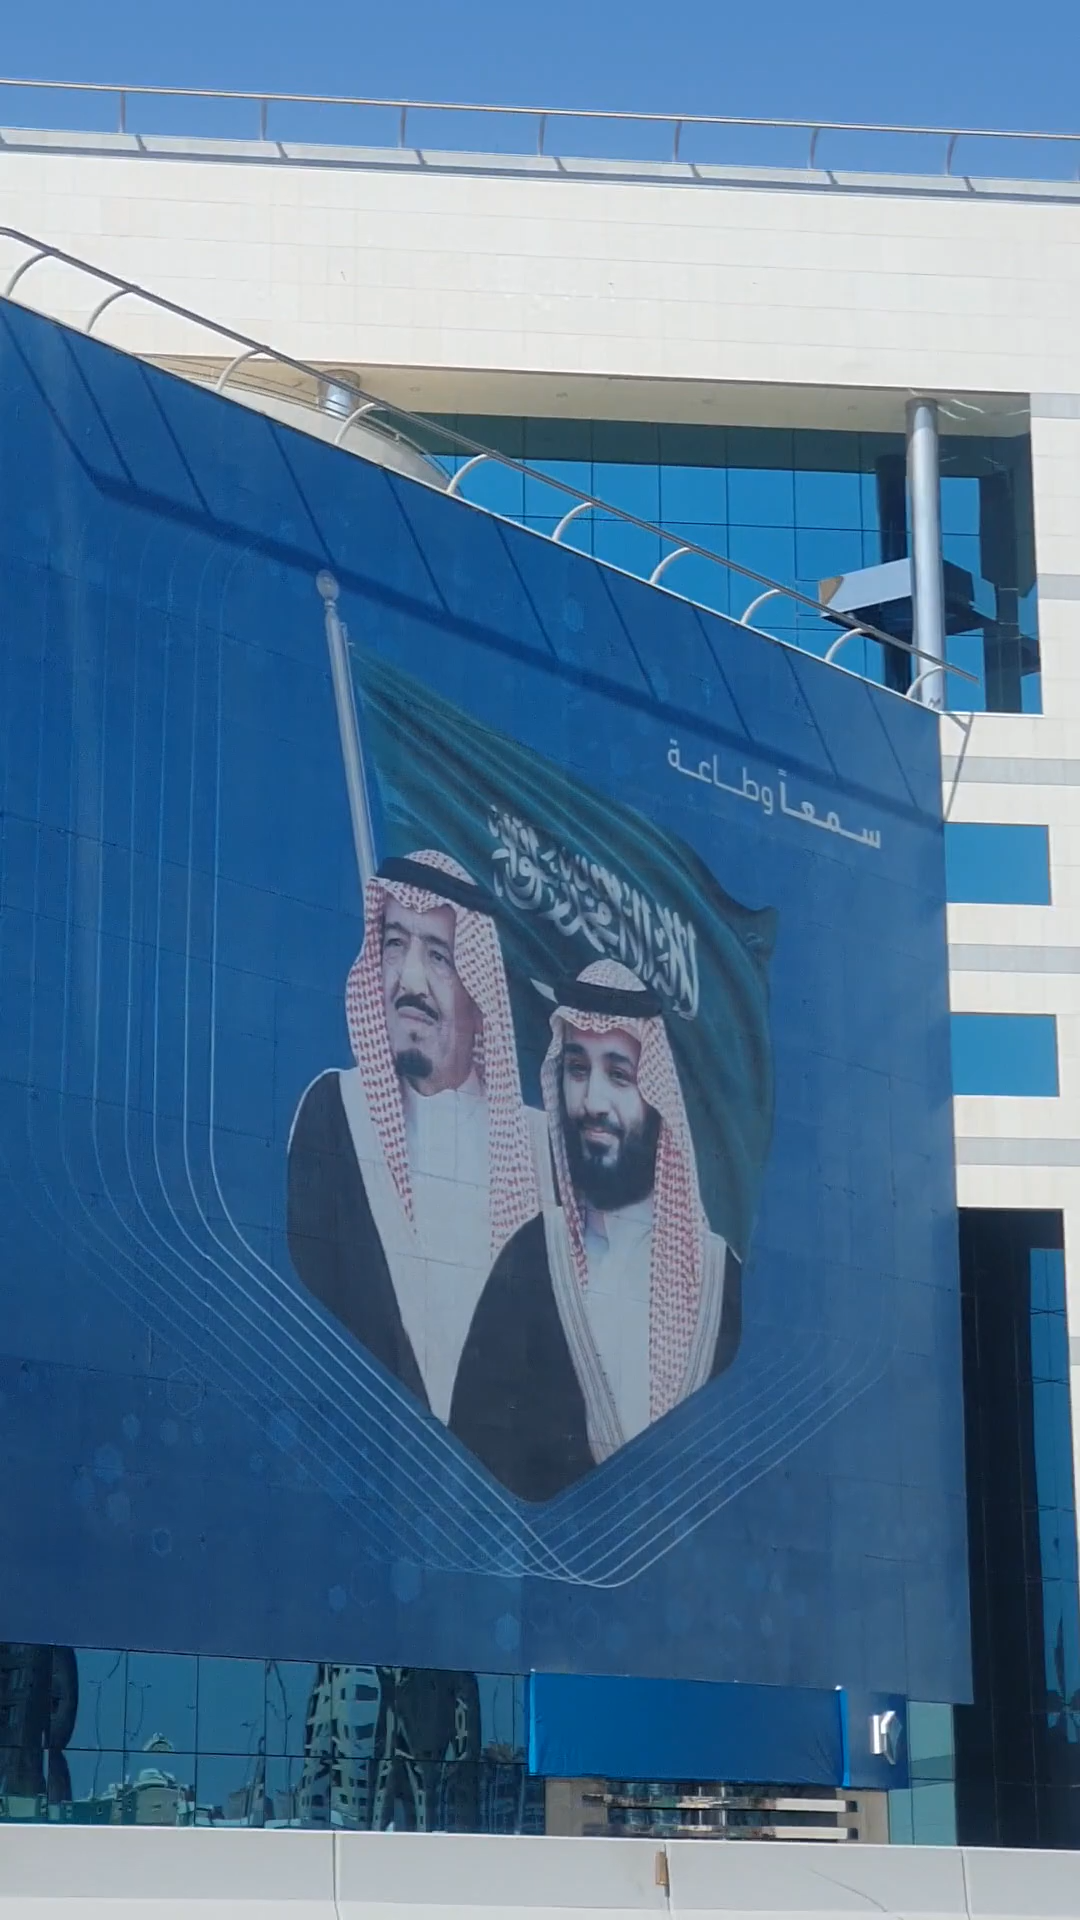 سمعاً وطاعة
لا إله إلا الله محمد رسول الله